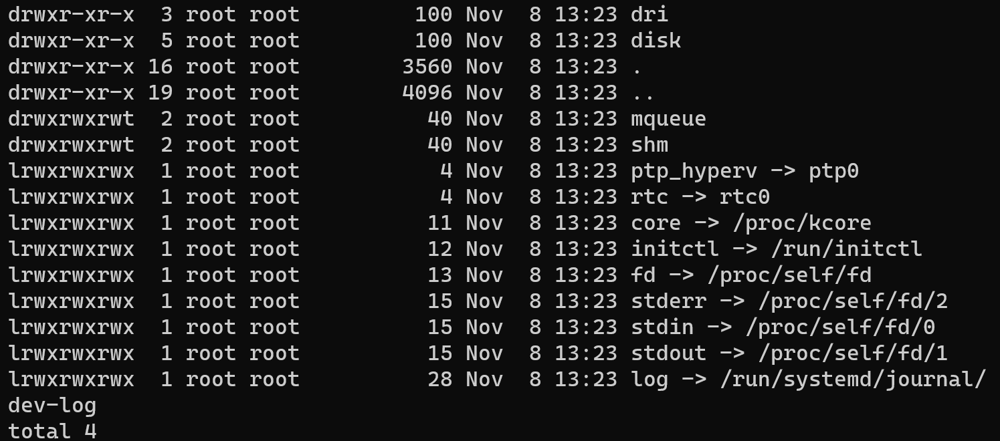 drwxr-xr-x  3 root root         100 Nov  8 13:23 dri
drwxr-xr-x  5 root root         100 Nov  8 13:23 disk
drwxr-xr-x 16 root root        3560 Nov  8 13:23 .
drwxr-xr-x 19 root root        4096 Nov  8 13:23 ..
drwxrwxrwt  2 root root          40 Nov  8 13:23 mqueue
drwxrwxrwt  2 root root          40 Nov  8 13:23 shm
lrwxrwxrwx  1 root root           4 Nov  8 13:23 ptp_hyperv -> ptp0
lrwxrwxrwx  1 root root           4 Nov  8 13:23 rtc -> rtc0
lrwxrwxrwx  1 root root          11 Nov  8 13:23 core -> /proc/kcore
lrwxrwxrwx  1 root root          12 Nov  8 13:23 initctl -> /run/initctl
lrwxrwxrwx  1 root root          13 Nov  8 13:23 fd -> /proc/self/fd
lrwxrwxrwx  1 root root          15 Nov  8 13:23 stderr -> /proc/self/fd/2
lrwxrwxrwx  1 root root          15 Nov  8 13:23 stdin -> /proc/self/fd/0
lrwxrwxrwx  1 root root          15 Nov  8 13:23 stdout -> /proc/self/fd/1
lrwxrwxrwx  1 root root          28 Nov  8 13:23 log -> /run/systemd/journal/
dev-log
total 4